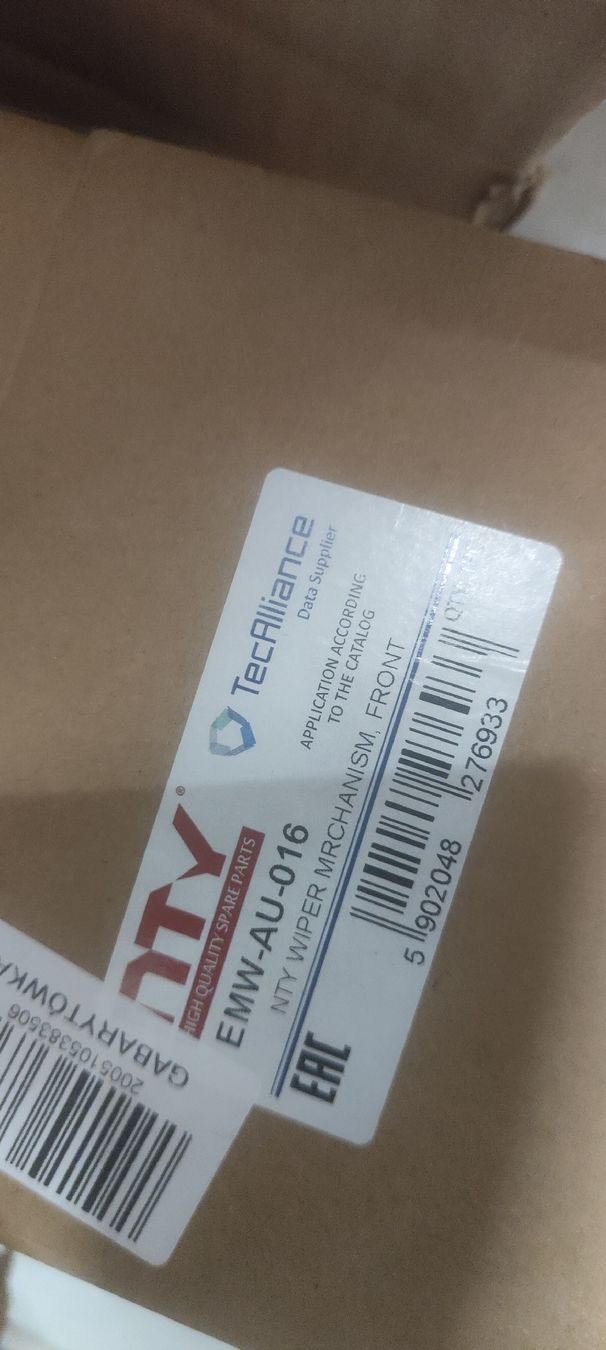 NTY®
HIGH QUALITY SPARE PARTS
TecAlliance
Data Supplier
EMW-AU-016
APPLICATION ACCORDING
TO THE CATALOG
NTY WIPER MRCHANISM, FRONT
EAC
QTY
5 902048 276933
2005105383506
GABARYTÓWKA